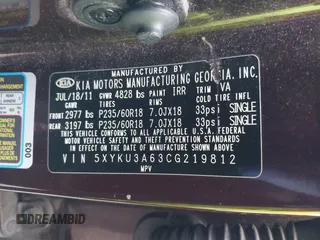 KIA KIA MOTORS MANUFACTURING GEORGIA, INC.
JUL/18/11 GVWR 4828 lbs PAINT IRR TRIM VA
GAWR TIRES RIMS COLD TIRE INFL
FRONT 2977 lbs P235/60R18 7.0JX18 33psi SINGLE
REAR 3197 lbs P235/60R18 7.0JX18 33psi SINGLE
THIS VEHICLE CONFORMS TO ALL APPLICABLE
FEDERAL MOTOR VEHICLE SAFETY AND THEFT PREVENTION
STANDARDS IN EFFECT ON THE DATE OF MANUFACTURE SHOWN ABOVE
VIN 5XYKU3A63CG219812
MPV
003
DREAMBID